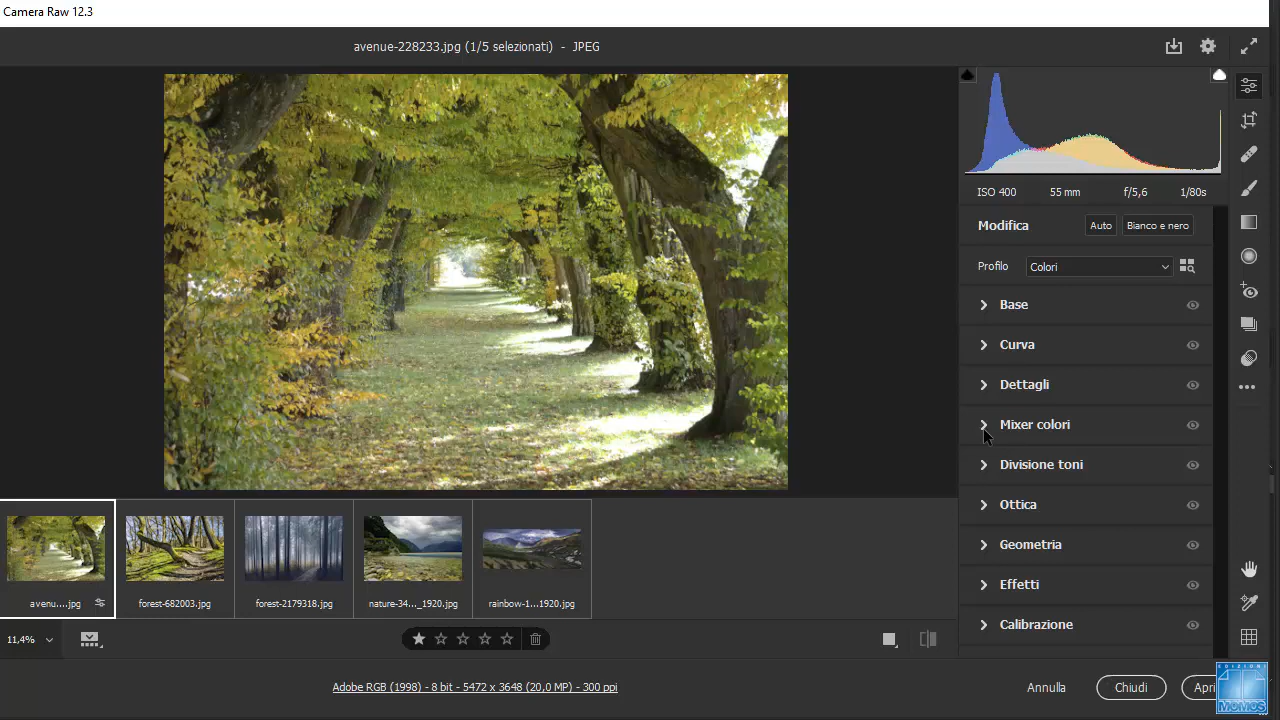 Camera Raw 12.3
avenue-228233.jpg (1/5 selezionati) - JPEG
ISO 400 55 mm f/5,6 1/80s
Modifica Auto Bianco e nero
Profilo Colori
Base
Curva
Dettagli
Mixer colori
Divisione toni
Ottica
Geometria
Effetti
Calibrazione
avenu....jpg forest-682003.jpg forest-2179318.jpg nature-34..._1920.jpg rainbow-1...1920.jpg
11,4%
Adobe RGB (1998) - 8 bit - 5472 x 3648 (20,0 MP) - 300 ppi
Annulla Chiudi Apri
EDIZIONI
MOMOS